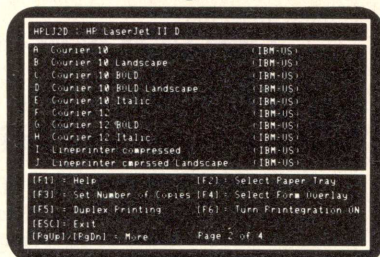 HPLJ2D : HP LaserJet II D
A Courier 10 (IBM-US)
B Courier 10 Landscape (IBM-US)
C Courier 10 BOLD (IBM-US)
D Courier 10 BOLD Landscape (IBM-US)
E Courier 10 Italic (IBM-US)
F Courier 12 (IBM-US)
G Courier 12 BOLD (IBM-US)
H Courier 12 Italic (IBM-US)
I Lineprinter compressed (IBM-US)
J Lineprinter cmprssed Landscape (IBM-US)
[F1] = Help [F2] = Select Paper Tray
[F3] = Set Number of Copies [F4] = Select Form Overlay
[F5] = Duplex Printing [F6] = Turn Printegration ON
[ESC] = Exit
[PgUp]/[PgDn] = More Page 2 of 4